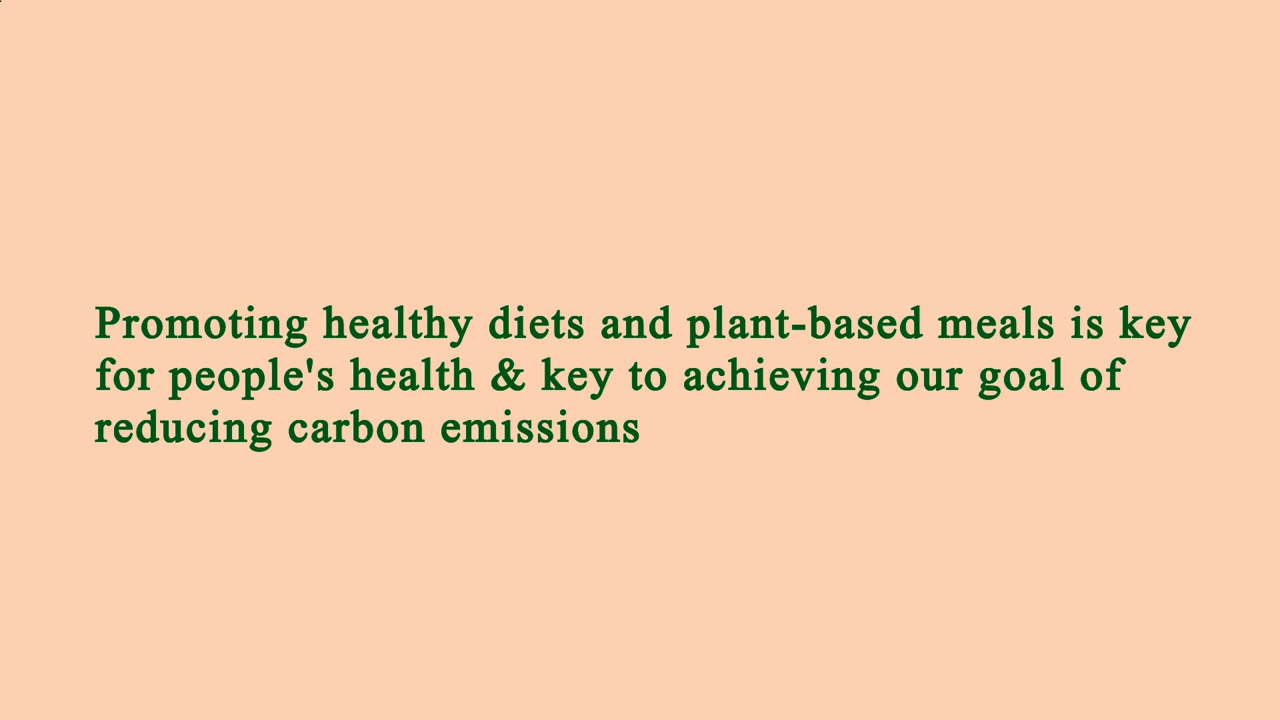 Promoting healthy diets and plant-based meals is key
for people's health & key to achieving our goal of
reducing carbon emissions